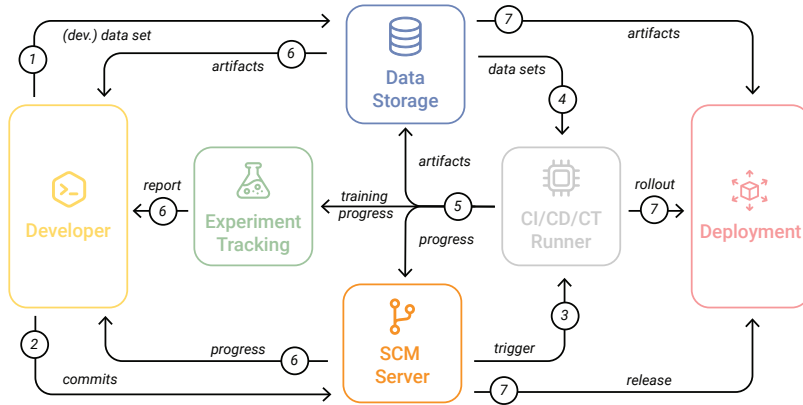 7
(dev.) data set
artifacts
1
6
artifacts
data sets
Data
Storage
4
artifacts
report
training
progress
rollout
6
5
7
Developer
Experiment
Tracking
progress
CI/CD/CT
Runner
Deployment
3
2
progress
6
SCM
Server
trigger
commits
7
release